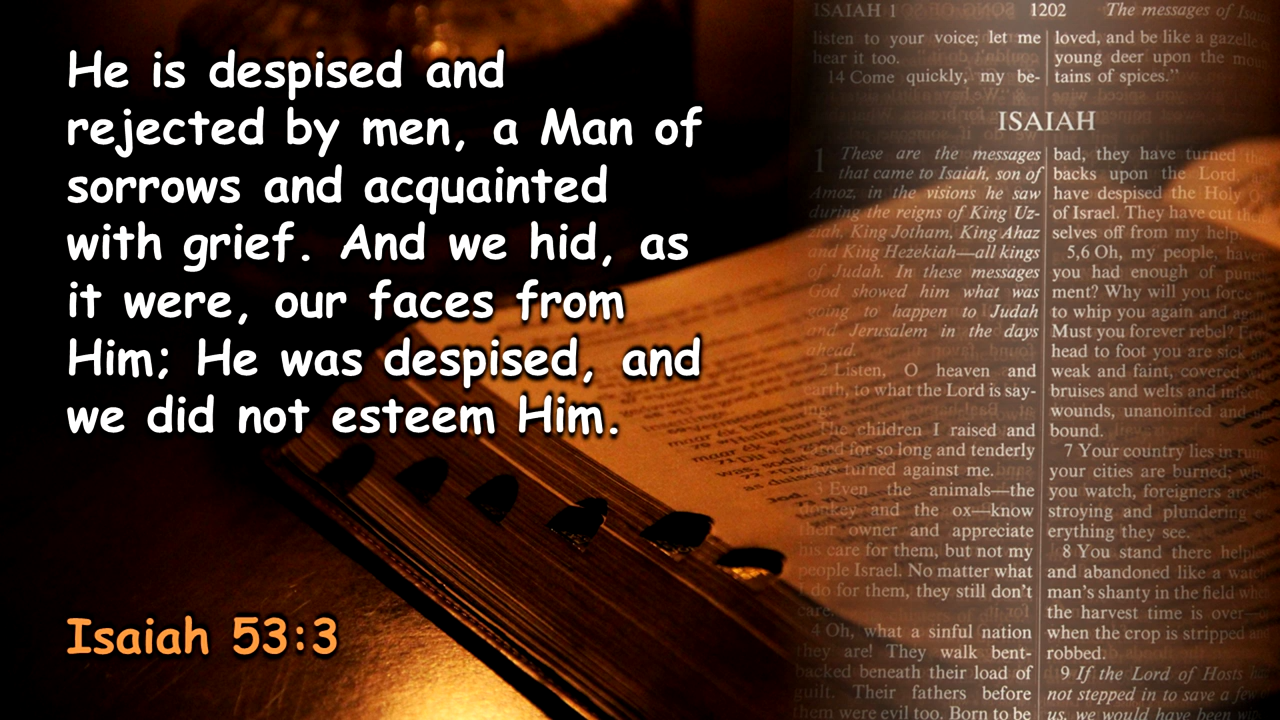 He is despised and
rejected by men, a Man of
sorrows and acquainted
with grief. And we hid, as
it were, our faces from
Him; He was despised, and
we did not esteem Him.
Isaiah 53:3
ISAIAH 1
1202
The messages of
listen to your voice; let me
hear it too.
14 Come quickly, my be-
loved, and be like a gazelle
young deer upon the
tains of spices.”
ISAIAH
1 These are the messages
that came to Isaiah, son of
Amoz, in the visions he saw
during the reigns of King Uz-
ziah, King Jotham, King Ahaz
and King Hezekiah—all kings
of Judah. In these messages
God showed him what was
going to happen to Judah
and Jerusalem in the days
ahead.
2 Listen, O heaven and
earth, to what the Lord is say-
ing:
The children I raised and
for so long and tenderly
have turned against me.
3 Even the animals—the
donkey and the ox—know
their owner and appreciate
his care for them, but not my
people Israel. No matter what
I do for them, they still don’t
care.
4 Oh, what a sinful nation
they are! They walk bent-
backed beneath their load of
guilt. Their fathers before
them were evil too. Born to be
bad, they have turned
backs upon the Lord,
have despised the Holy
of Israel. They have cut
selves off from my help.
5,6 Oh, my people,
you had enough of
ment? Why will you force
to whip you again and
Must you forever rebel?
head to foot you are sick
weak and faint, covered
bruises and welts and
wounds, unanointed and
bound.
7 Your country lies in
your cities are burned;
you watch, foreigners are
stroying and plundering
erything they see.
8 You stand there
and abandoned like a
man’s shanty in the field
the harvest time is over—
when the crop is stripped and
robbed.
9 If the Lord of Hosts
not stepped in to save a
us, we would have been